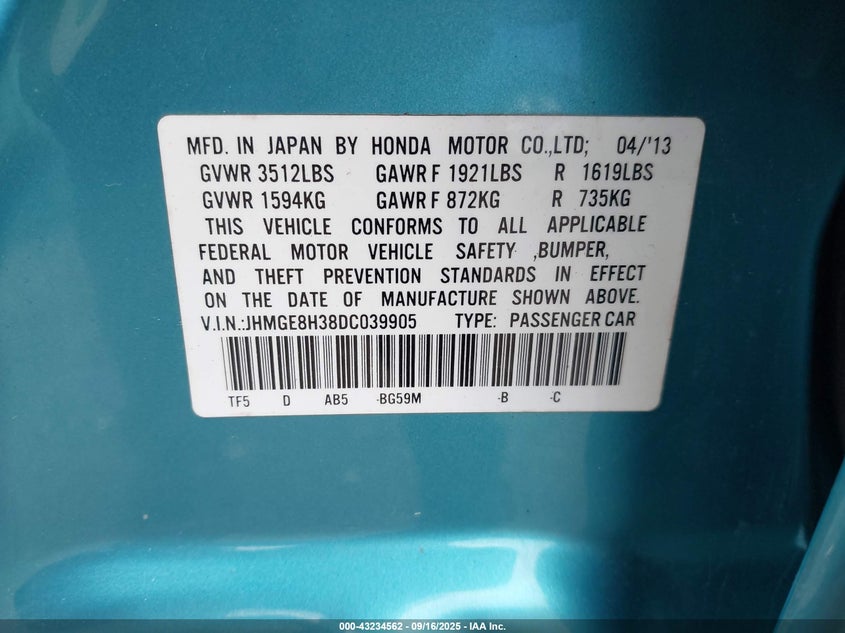 MFD. IN JAPAN BY HONDA MOTOR CO.,LTD; 04/'13
GVWR 3512LBS GAWR F 1921LBS R 1619LBS
GVWR 1594KG GAWR F 872KG R 735KG
THIS VEHICLE CONFORMS TO ALL APPLICABLE
FEDERAL MOTOR VEHICLE SAFETY ,BUMPER,
AND THEFT PREVENTION STANDARDS IN EFFECT
ON THE DATE OF MANUFACTURE SHOWN ABOVE.
V.I.N.:JHMGE8H38DC039905 TYPE: PASSENGER CAR
TF5 D AB5 -BG59M -B -C
000-43234562 - 09/16/2025 - IAA Inc.